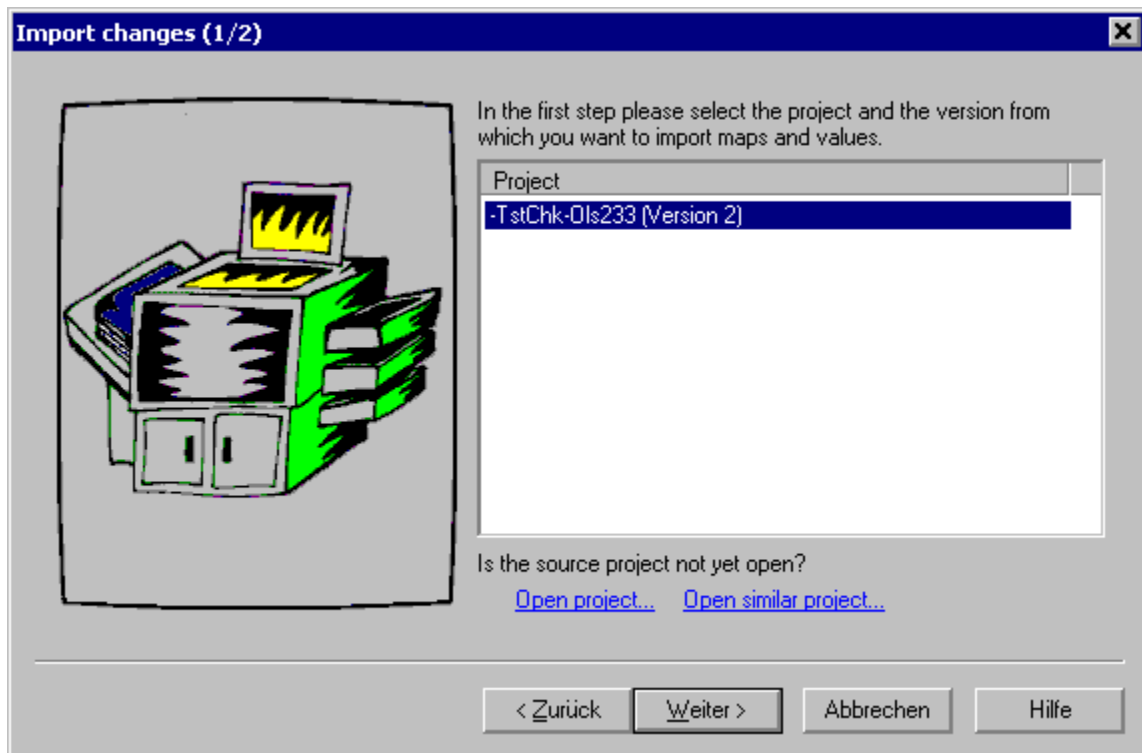 Import changes (1/2)
In the first step please select the project and the version from
which you want to import maps and values.
Project
-TstChk-Ols233 (Version 2)
Is the source project not yet open?
Open project... Open similar project...
< Zurück Weiter > Abbrechen Hilfe